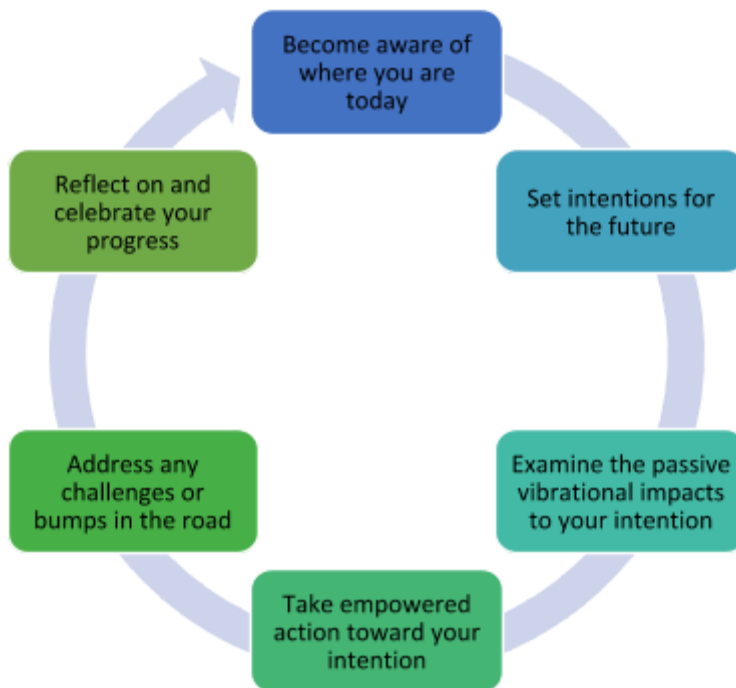 Become aware of
where you are
today
Set intentions for
the future
Examine the passive
vibrational impacts
to your intention
Take empowered
action toward your
intention
Address any
challenges or
bumps in the road
Reflect on and
celebrate your
progress